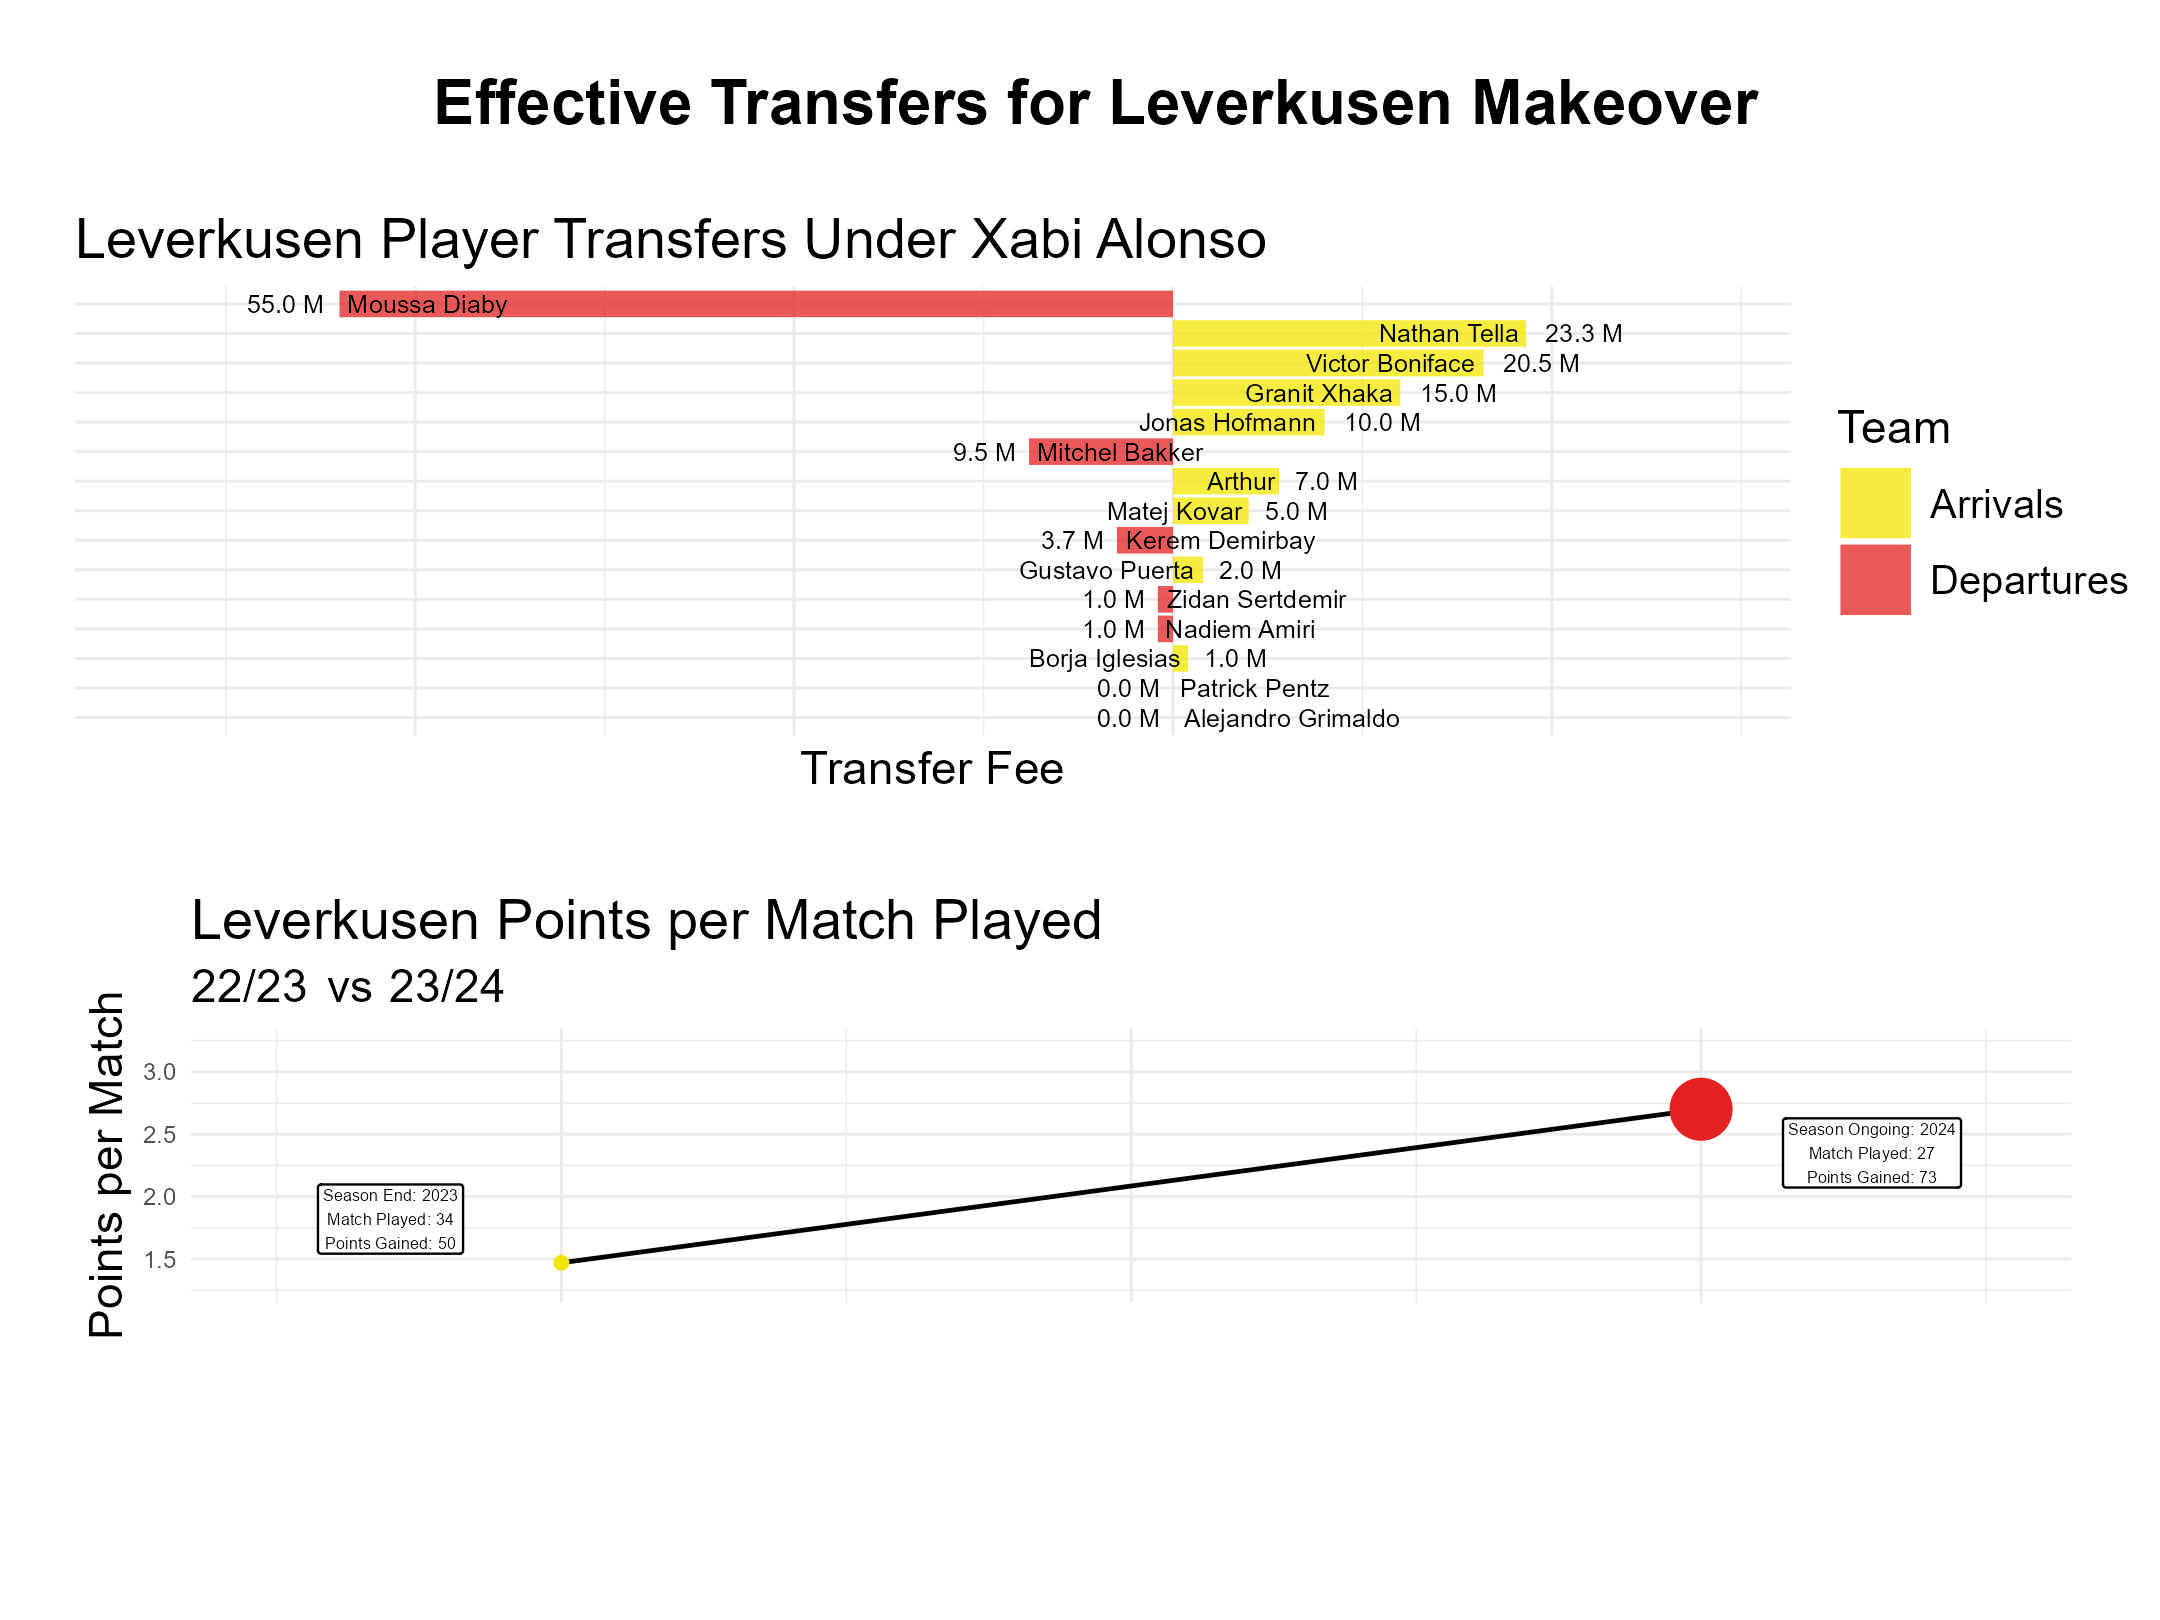 Effective Transfers for Leverkusen Makeover
Leverkusen Player Transfers Under Xabi Alonso
55.0 M Moussa Diaby
Nathan Tella 23.3 M
Victor Boniface 20.5 M
Granit Xhaka 15.0 M
Jonas Hofmann 10.0 M
9.5 M Mitchel Bakker
Arthur 7.0 M
Matej Kovar 5.0 M
3.7 M Kerem Demirbay
Gustavo Puerta 2.0 M
1.0 M Zidan Sertdemir
1.0 M Nadiem Amiri
Borja Iglesias 1.0 M
0.0 M Patrick Pentz
0.0 M Alejandro Grimaldo
Transfer Fee
Team
Arrivals
Departures
Leverkusen Points per Match Played
22/23 vs 23/24
Points per Match
3.0
2.5
2.0
1.5
Season End: 2023
Match Played: 34
Points Gained: 50
Season Ongoing: 2024
Match Played: 27
Points Gained: 73